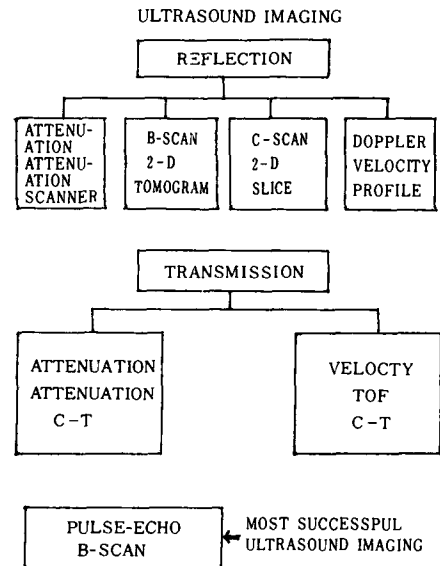 ULTRASOUND IMAGING
REFLECTION
ATTENU-
ATION
ATTENU-
ATION
SCANNER
B-SCAN
2-D
TOMOGRAM
C-SCAN
2-D
SLICE
DOPPLER
VELOCITY
PROFILE
TRANSMISSION
ATTENUATION
ATTENUATION
C-T
VELOCTY
TOF
C-T
PULSE-ECHO
B-SCAN
MOST SUCCESSPUL
ULTRASOUND IMAGING